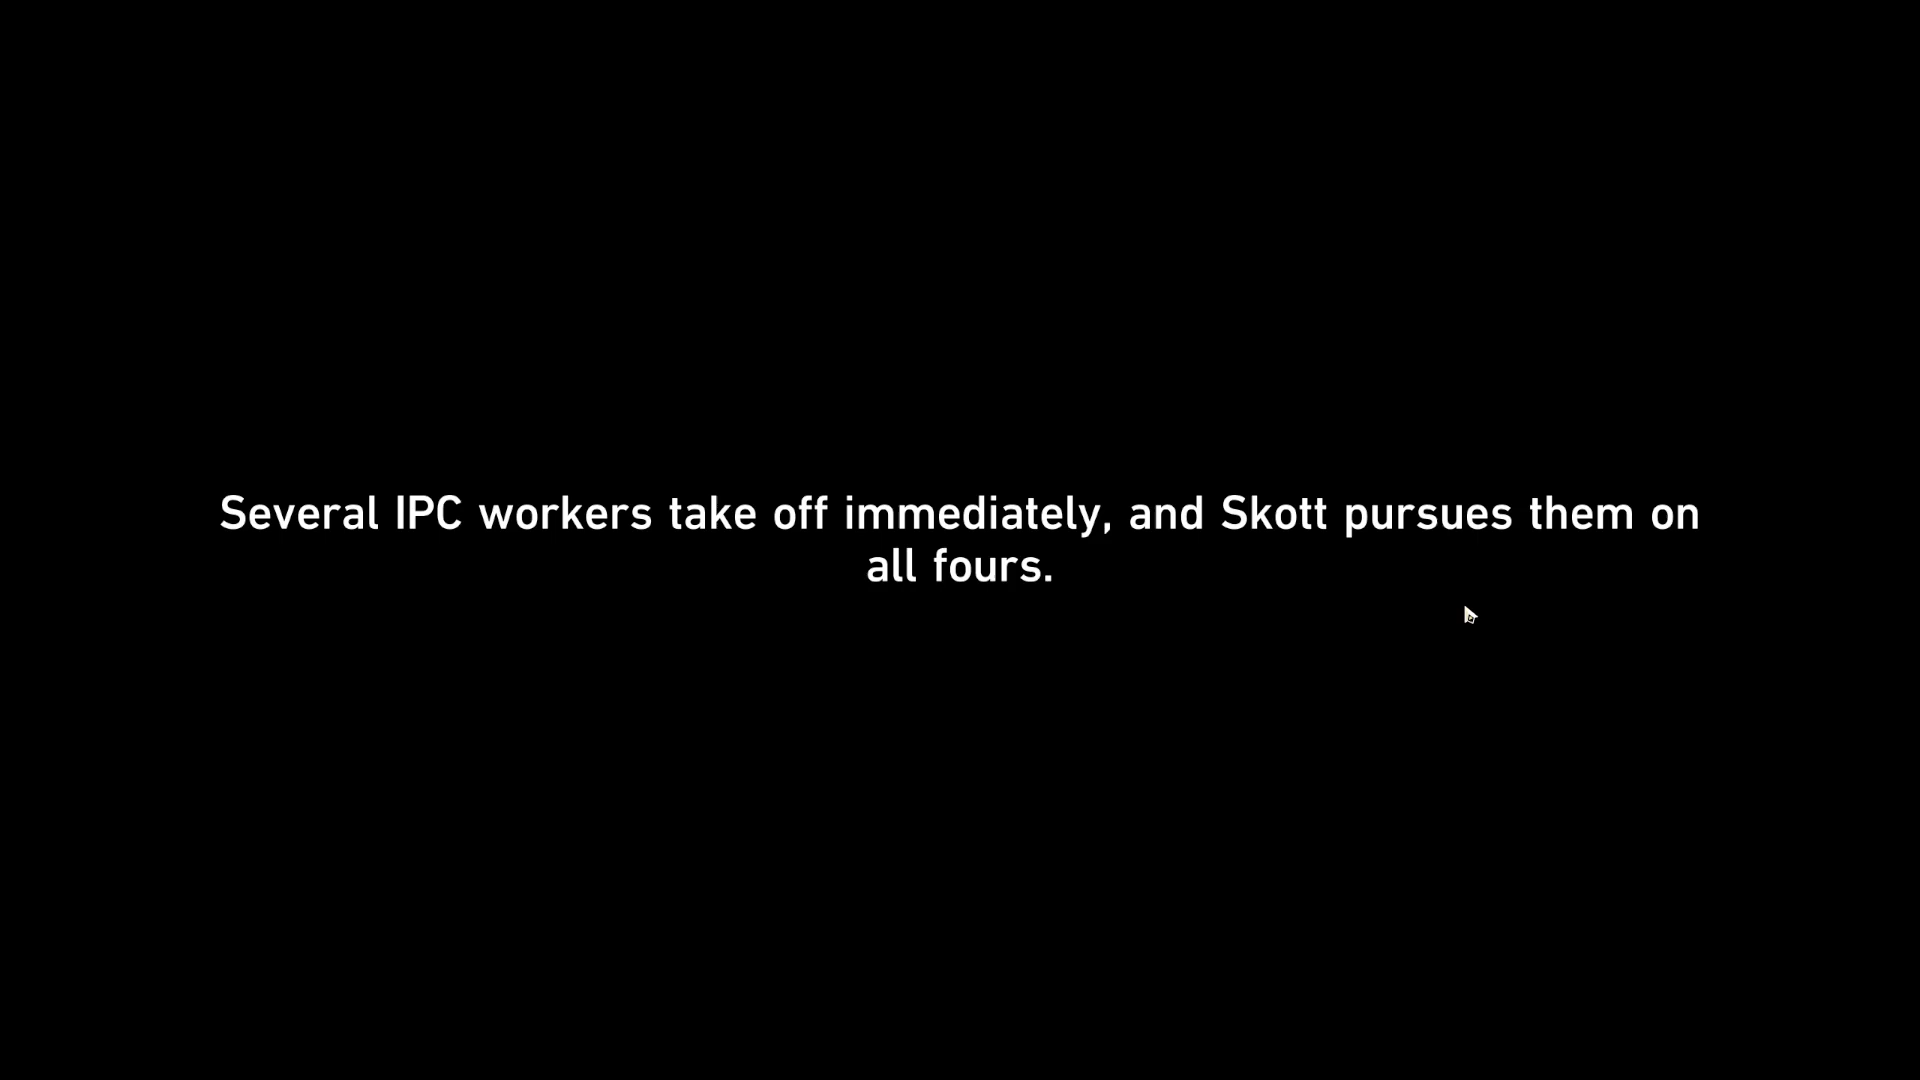 Several IPC workers take off immediately, and Skott pursues them on
all fours.